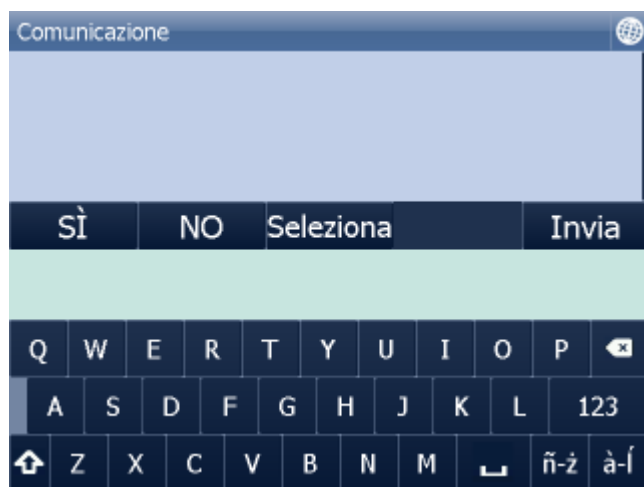 Comunicazione
SÌ NO Seleziona Invia
Q W E R T Y U I O P
A S D F G H J K L 123
Z X C V B N M ñ-ż à-Í